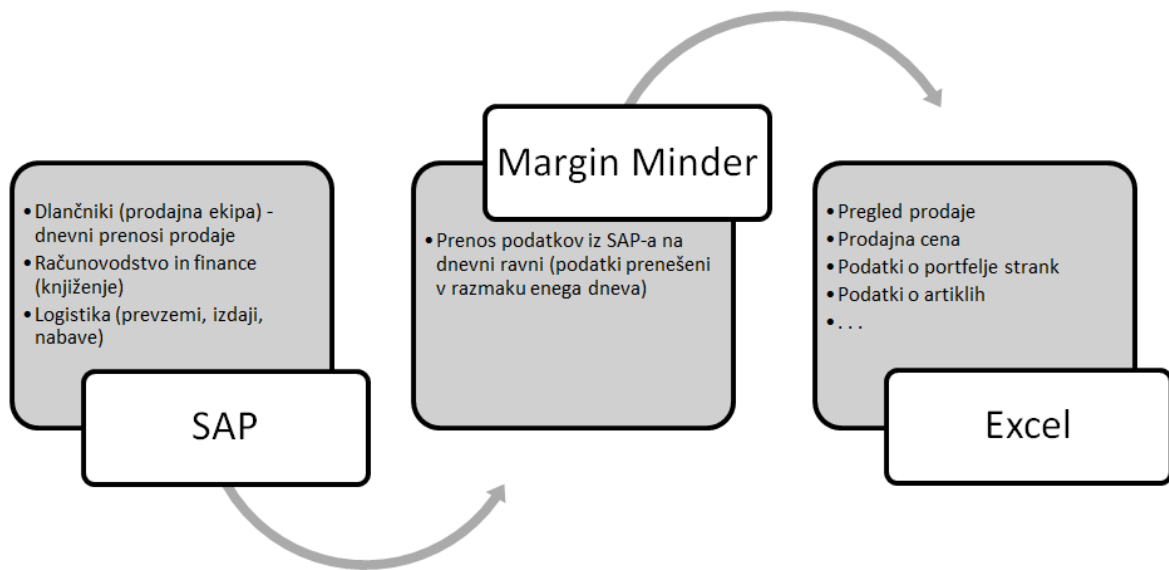 • Dlančniki (prodajna ekipa) -
dnevni prenosi prodaje
• Računovodstvo in finance
(knjiženje)
• Logistika (prevzemi, izdaji,
nabave)
SAP
Margin Minder
• Prenos podatkov iz SAP-a na
dnevni ravni (podatki prenešeni
v razmaku enega dneva)
• Pregled prodaje
• Prodajna cena
• Podatki o portfelje strank
• Podatki o artiklih
• . . .
Excel